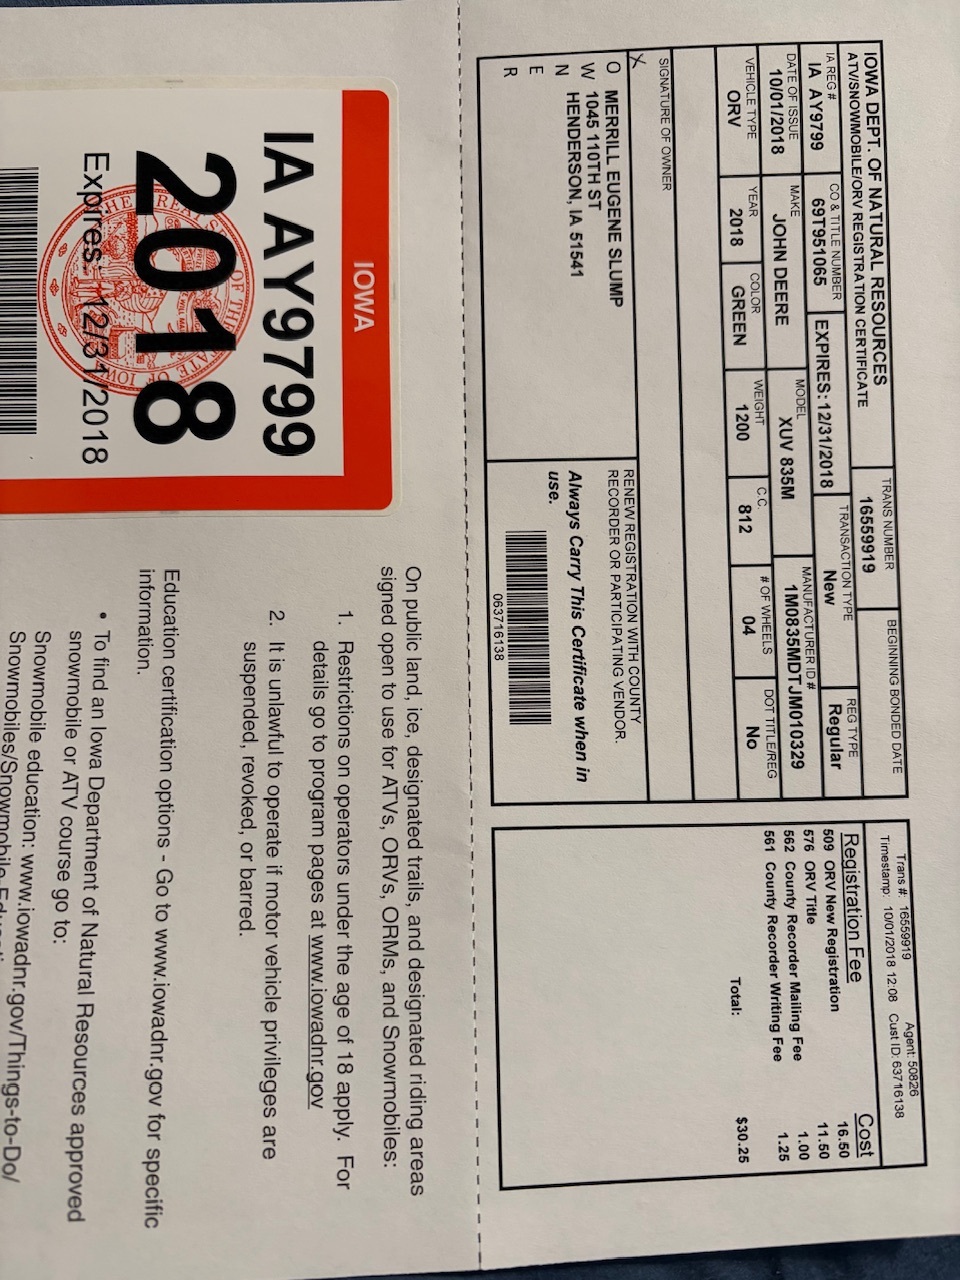 IOWA DEPT. OF NATURAL RESOURCES
ATV/SNOWMOBILE/ORV REGISTRATION CERTIFICATE
TRANS NUMBER
16559919
BEGINNING BONDED DATE
IA REG #
IA AY9799
CO & TITLE NUMBER
69T951065
EXPIRES: 12/31/2018
TRANSACTION TYPE
New
REG TYPE
Regular
DATE OF ISSUE
10/01/2018
MAKE
JOHN DEERE
MODEL
XUV 835M
MANUFACTURER ID #
1M0835MDTJM010329
VEHICLE TYPE
ORV
YEAR
2018
COLOR
GREEN
WEIGHT
1200
C.C.
812
# OF WHEELS
04
DOT TITLE/REG
No
SIGNATURE OF OWNER
X
OWNER
MERRILL EUGENE SLUMP
1045 110TH ST
HENDERSON, IA 51541
RENEW REGISTRATION WITH COUNTY
RECORDER OR PARTICIPATING VENDOR.
Always Carry This Certificate when in
use.
063716138
Trans #: 16559919 Agent: 50826
Timestamp: 10/01/2018 12:08 Cust ID: 63716138
Registration Fee Cost
509 ORV New Registration 16.50
576 ORV Title 11.50
562 County Recorder Mailing Fee 1.00
561 County Recorder Writing Fee 1.25
Total: $30.25
IOWA
IA AY9799
2018
Expires: 12/31/2018
On public land, ice, designated trails, and designated riding areas
signed open to use for ATVs, ORVs, ORMs, and Snowmobiles:
1. Restrictions on operators under the age of 18 apply. For
details go to program pages at www.iowadnr.gov
2. It is unlawful to operate if motor vehicle privileges are
suspended, revoked, or barred.
Education certification options - Go to www.iowadnr.gov for specific
information.
• To find an Iowa Department of Natural Resources approved
snowmobile or ATV course go to:
Snowmobile education: www.iowadnr.gov/Things-to-Do/